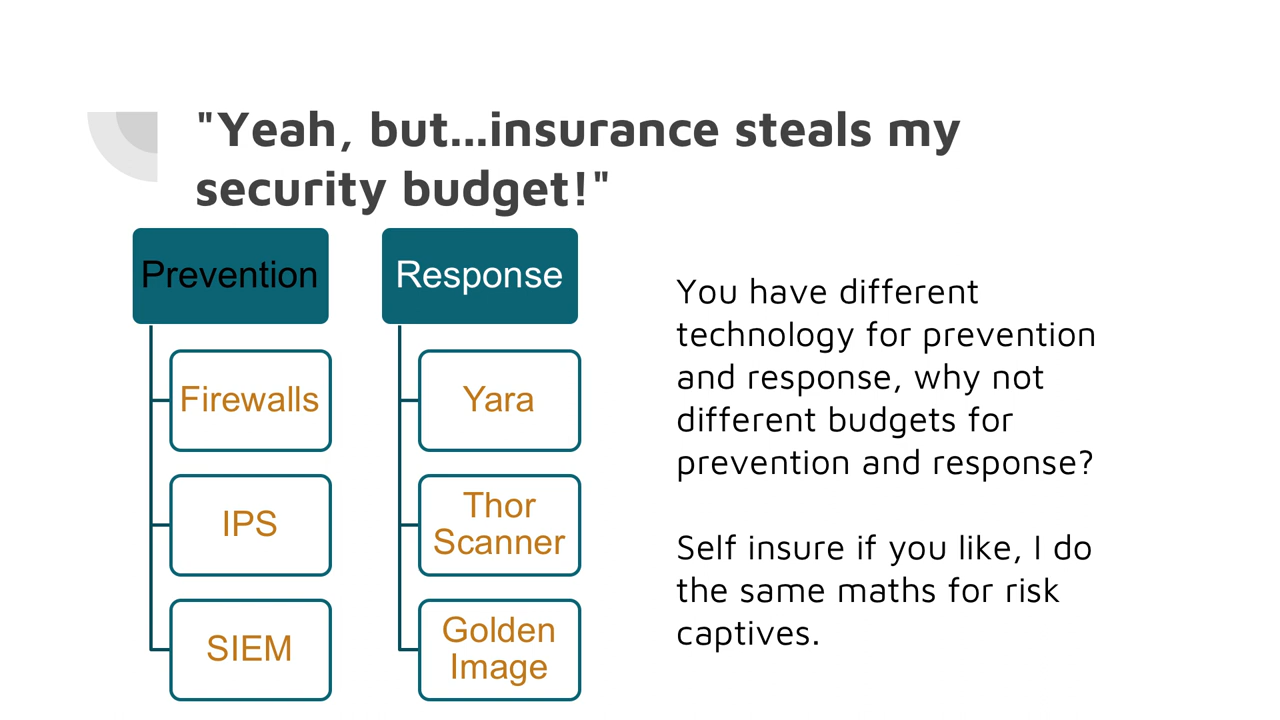 "Yeah, but...insurance steals my
security budget!"
Prevention
Firewalls
IPS
SIEM
Response
Yara
Thor
Scanner
Golden
Image
You have different
technology for prevention
and response, why not
different budgets for
prevention and response?
Self insure if you like, I do
the same maths for risk
captives.